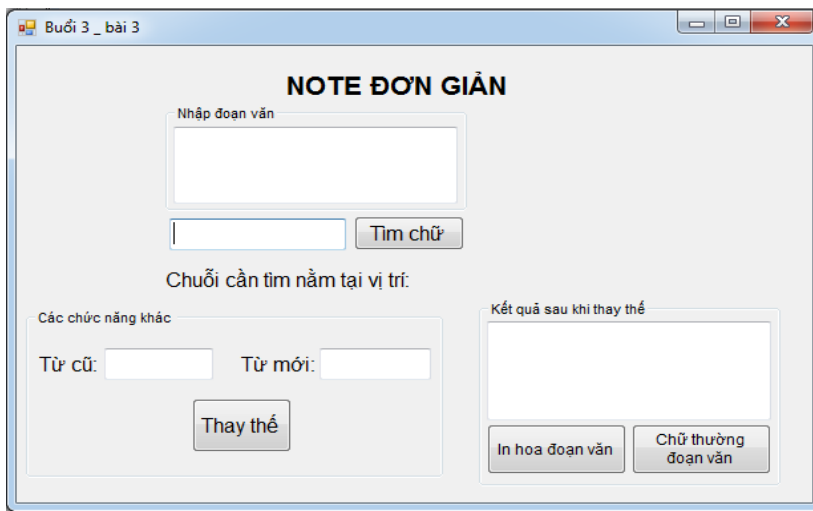 Buổi 3 _ bài 3
NOTE ĐƠN GIẢN
Nhập đoạn văn
Tìm chữ
Chuỗi cần tìm nằm tại vị trí:
Các chức năng khác
Từ cũ:
Từ mới:
Thay thế
Kết quả sau khi thay thế
In hoa đoạn văn
Chữ thường
đoạn văn